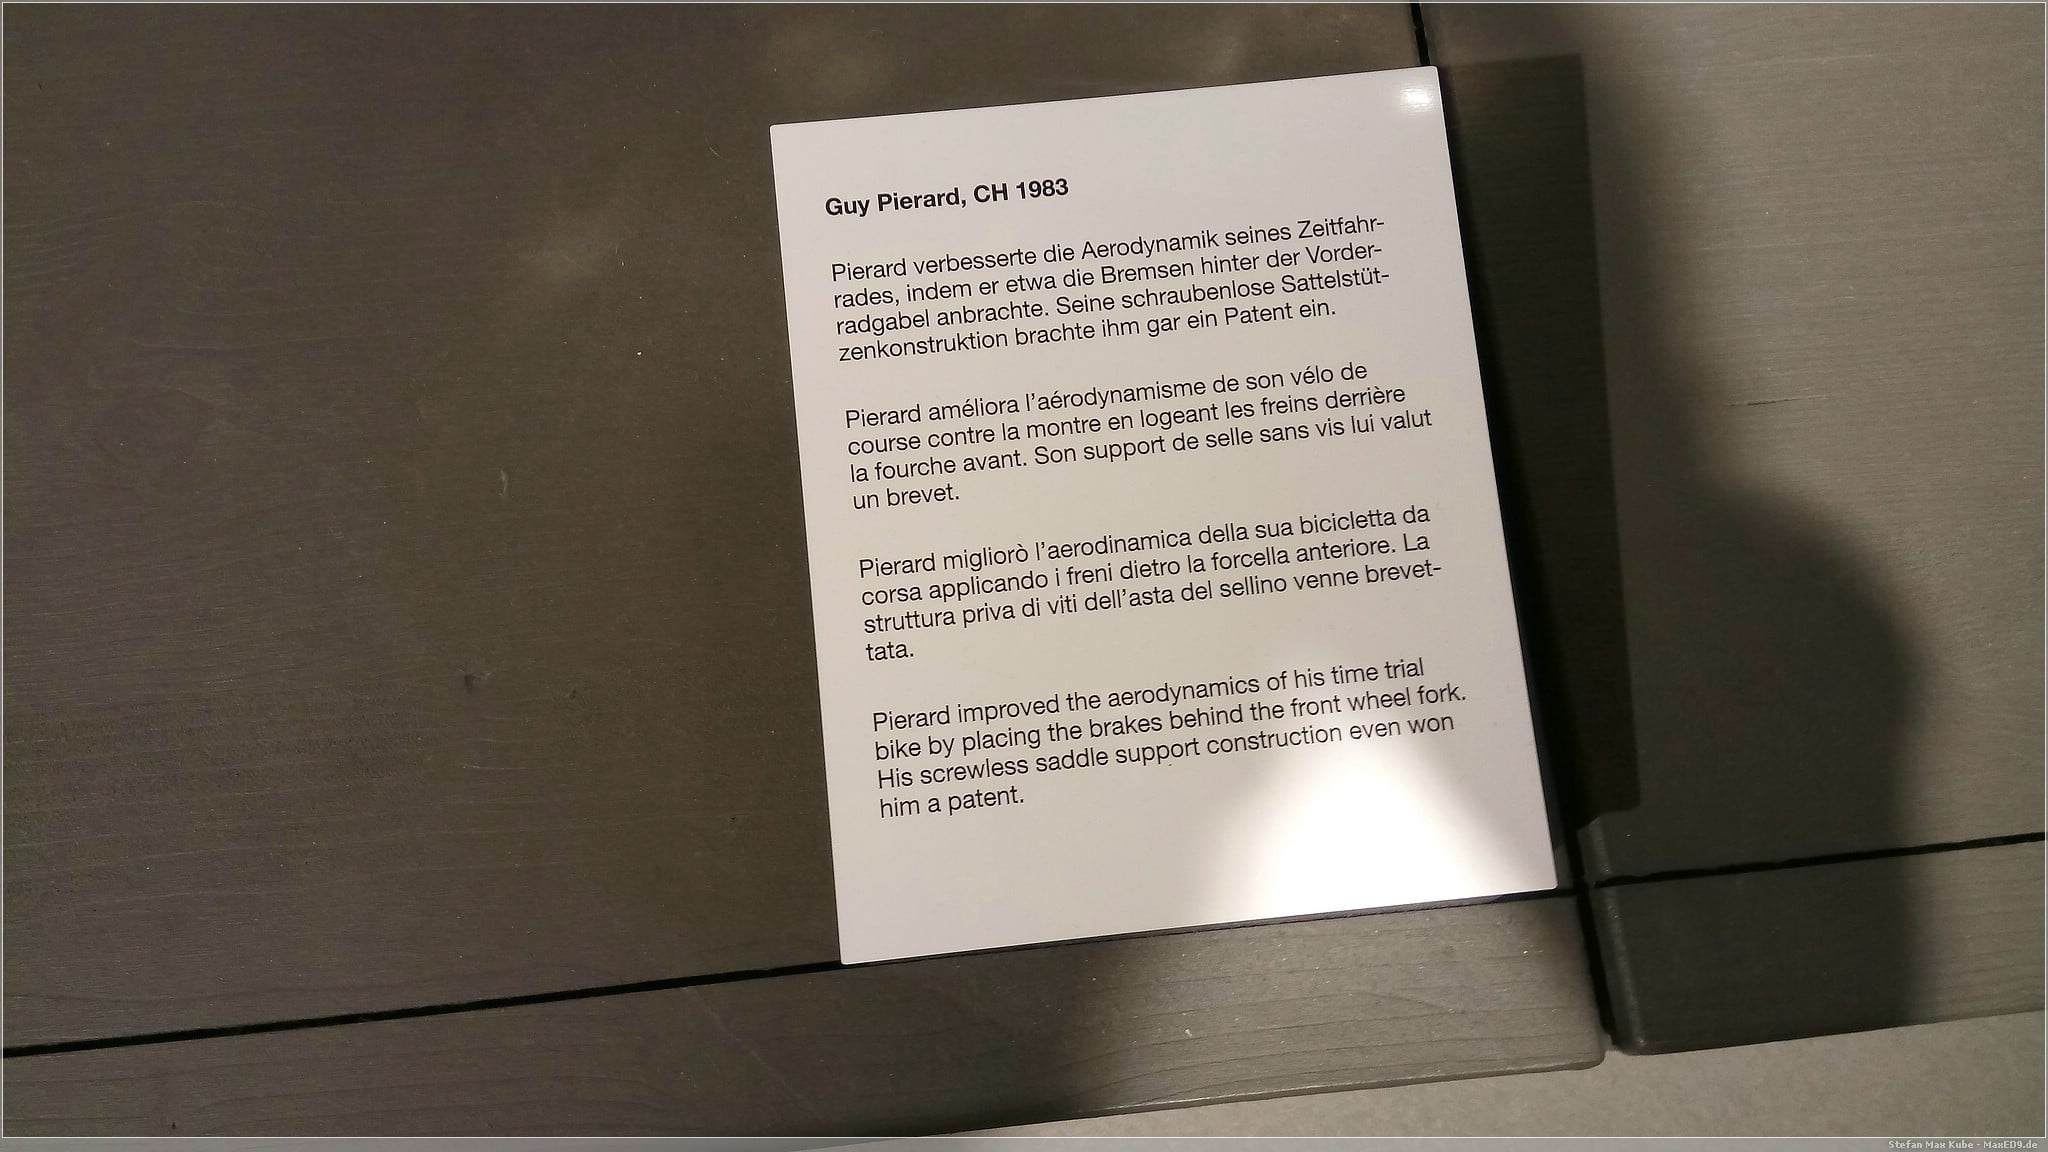 Guy Pierard, CH 1983
Pierard verbesserte die Aerodynamik seines Zeitfahr-
rades, indem er etwa die Bremsen hinter der Vorder-
radgabel anbrachte. Seine schraubenlose Sattelstüt-
zenkonstruktion brachte ihm gar ein Patent ein.
Pierard améliora l’aérodynamisme de son vélo de
course contre la montre en logeant les freins derrière
la fourche avant. Son support de selle sans vis lui valut
un brevet.
Pierard migliorò l’aerodinamica della sua bicicletta da
corsa applicando i freni dietro la forcella anteriore. La
struttura priva di viti dell’asta del sellino venne brevet-
tata.
Pierard improved the aerodynamics of his time trial
bike by placing the brakes behind the front wheel fork.
His screwless saddle support construction even won
him a patent.
Stefan Max Kube - MaxED9.de